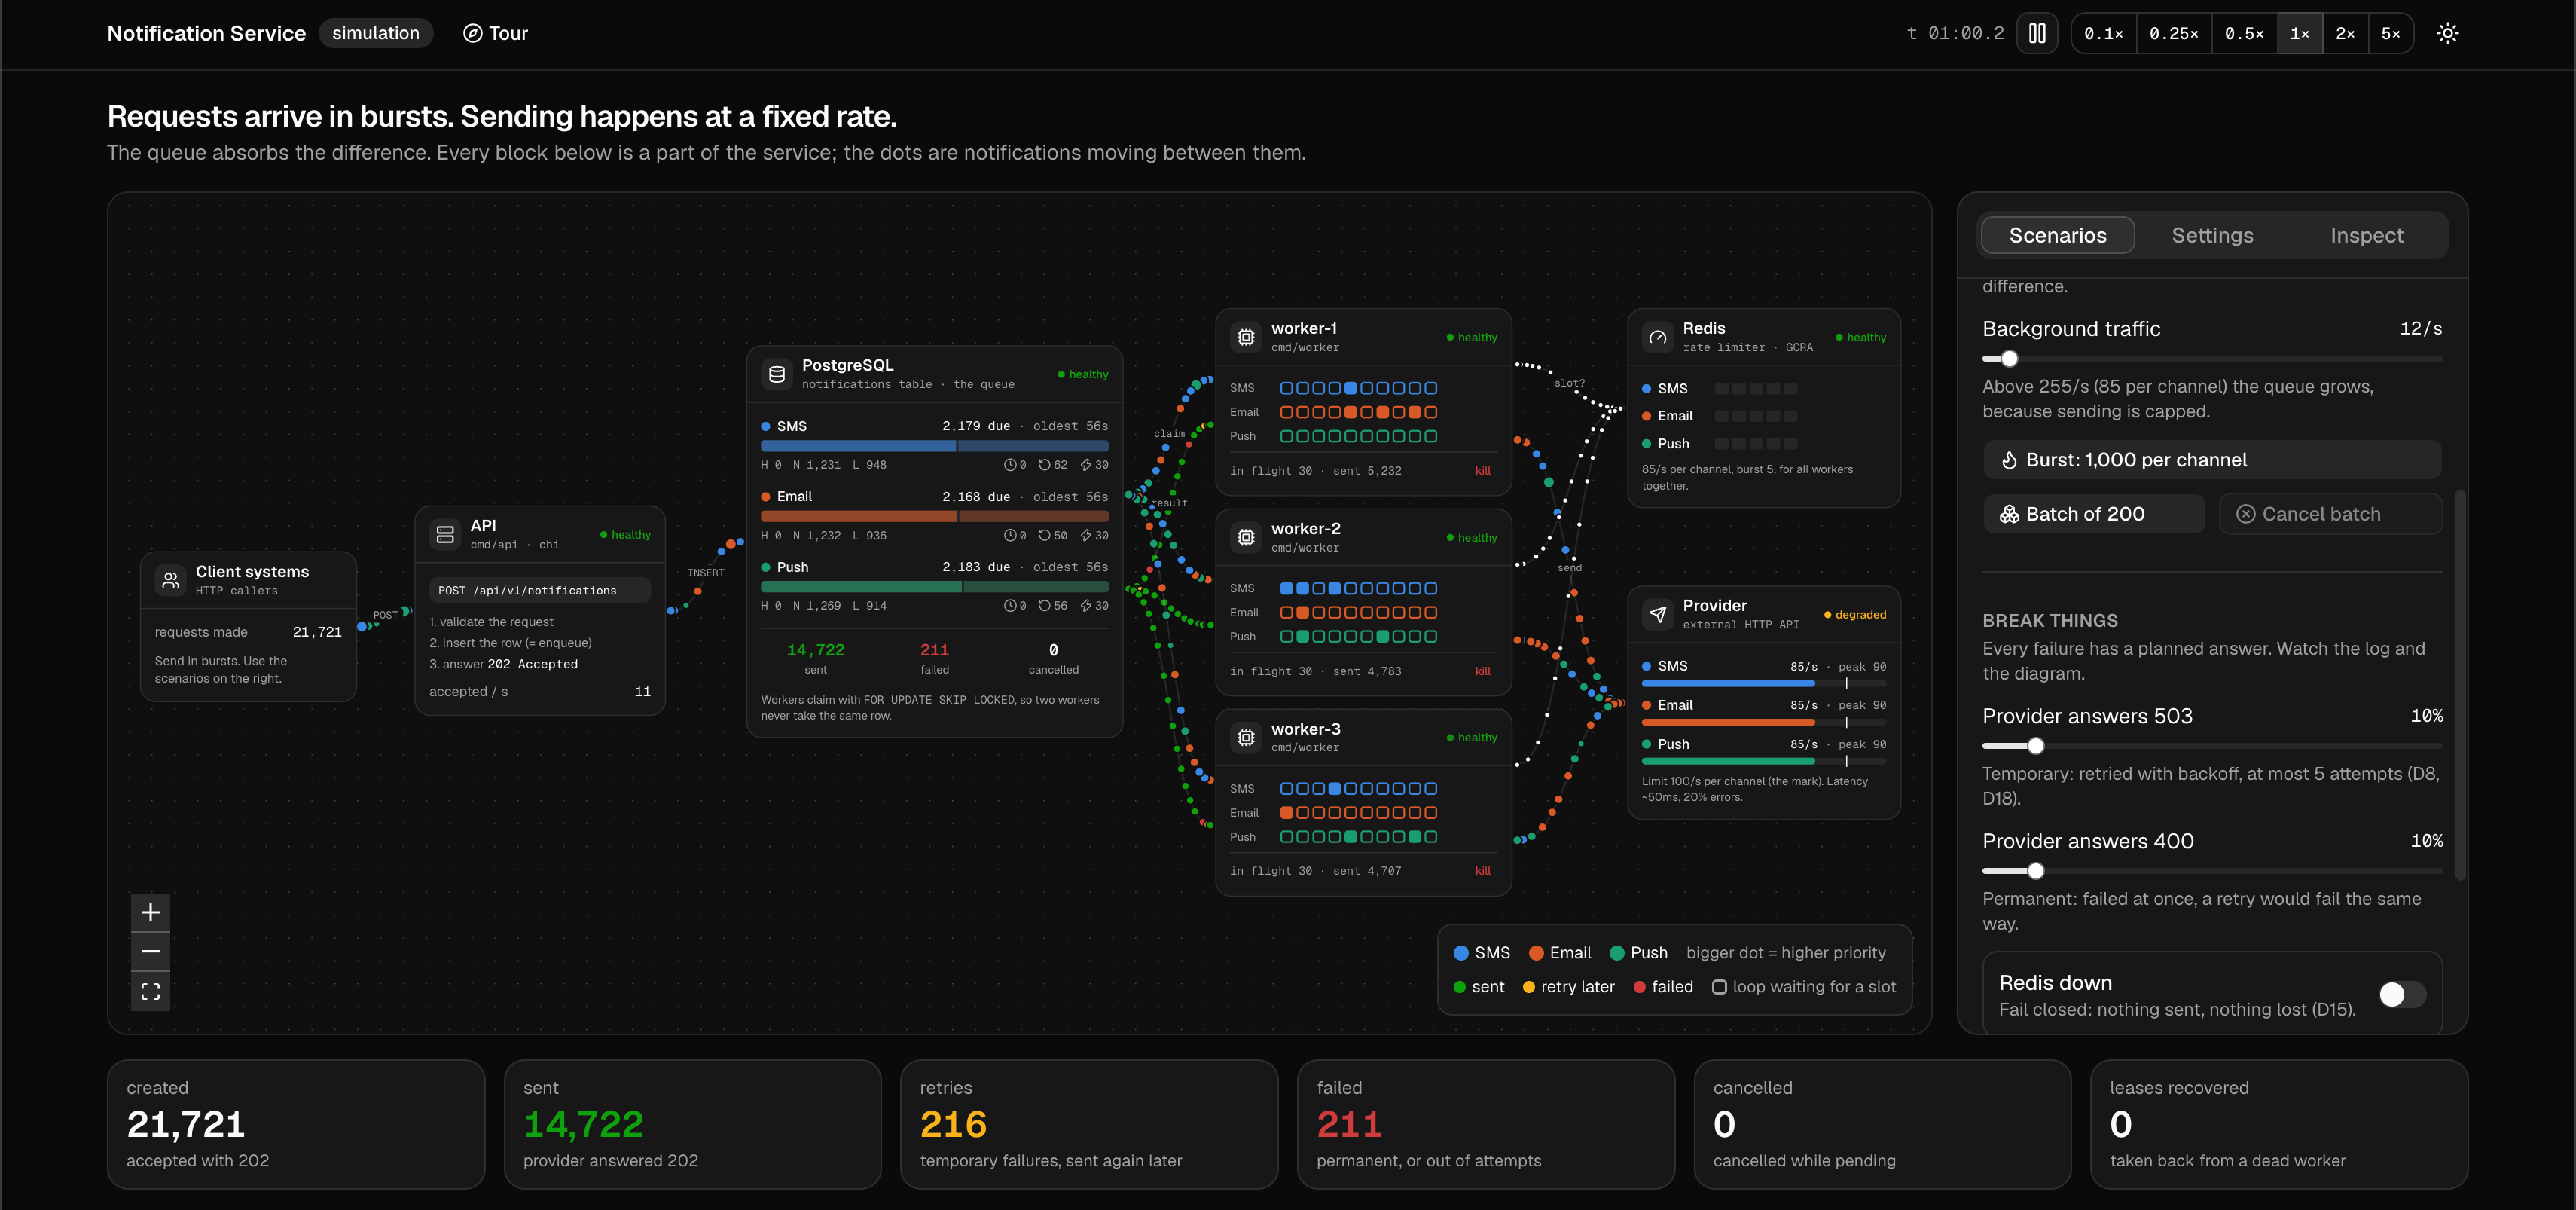 Notification Service simulation Tour
t 01:00.2 0.1× 0.25× 0.5× 1× 2× 5×
Requests arrive in bursts. Sending happens at a fixed rate.
The queue absorbs the difference. Every block below is a part of the service; the dots are notifications moving between them.
Client systems
HTTP callers
requests made 21,721
Send in bursts. Use the
scenarios on the right.
POST
API
cmd/api · chi
healthy
POST /api/v1/notifications
1. validate the request
2. insert the row (= enqueue)
3. answer 202 Accepted
accepted / s 11
INSERT
PostgreSQL
notifications table · the queue
healthy
SMS 2,179 due · oldest 56s
H 0 N 1,231 L 948 0 62 30
Email 2,168 due · oldest 56s
H 0 N 1,232 L 936 0 50 30
Push 2,183 due · oldest 56s
H 0 N 1,269 L 914 0 56 30
14,722 211 0
sent failed cancelled
Workers claim with FOR UPDATE SKIP LOCKED, so two workers
never take the same row.
claim
result
worker-1
cmd/worker
healthy
SMS
Email
Push
in flight 30 · sent 5,232 kill
worker-2
cmd/worker
healthy
SMS
Email
Push
in flight 30 · sent 4,783 kill
worker-3
cmd/worker
healthy
SMS
Email
Push
in flight 30 · sent 4,707 kill
slot?
send
Redis
rate limiter · GCRA
healthy
SMS
Email
Push
85/s per channel, burst 5, for all workers
together.
Provider
external HTTP API
degraded
SMS 85/s · peak 90
Email 85/s · peak 90
Push 85/s · peak 90
Limit 100/s per channel (the mark). Latency
~50ms, 20% errors.
SMS Email Push bigger dot = higher priority
sent retry later failed loop waiting for a slot
Scenarios Settings Inspect
difference.
Background traffic 12/s
Above 255/s (85 per channel) the queue grows,
because sending is capped.
Burst: 1,000 per channel
Batch of 200 Cancel batch
BREAK THINGS
Every failure has a planned answer. Watch the log and
the diagram.
Provider answers 503 10%
Temporary: retried with backoff, at most 5 attempts (D8,
D18).
Provider answers 400 10%
Permanent: failed at once, a retry would fail the same
way.
Redis down
Fail closed: nothing sent, nothing lost (D15).
created
21,721
accepted with 202
sent
14,722
provider answered 202
retries
216
temporary failures, sent again later
failed
211
permanent, or out of attempts
cancelled
0
cancelled while pending
leases recovered
0
taken back from a dead worker